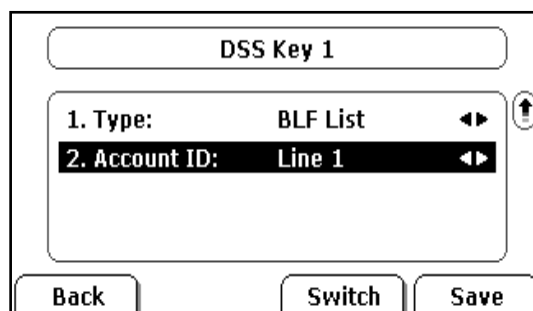 DSS Key 1
1. Type: BLF List
2. Account ID: Line 1
Back Switch Save